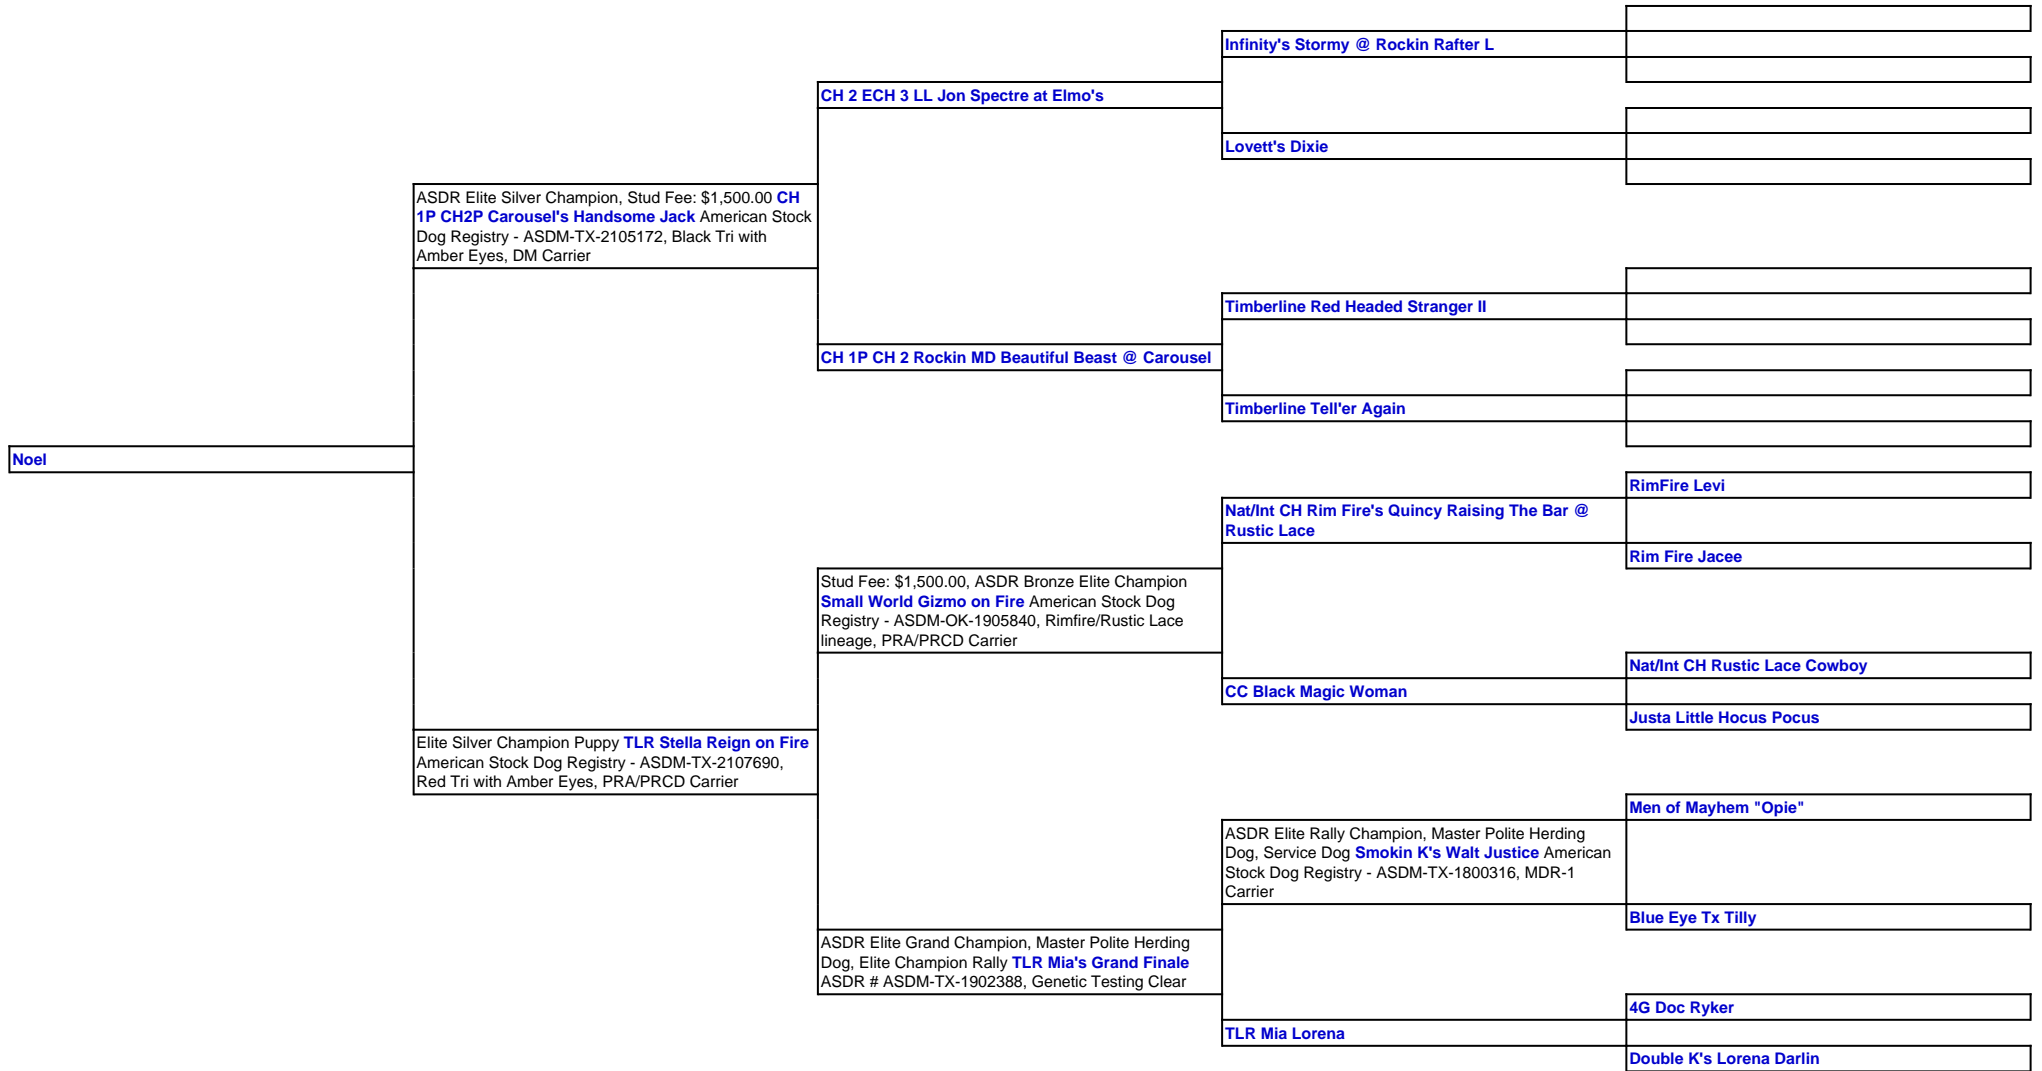 Infinity's Stormy @ Rockin Rafter L
CH 2 ECH 3 LL Jon Spectre at Elmo's
Lovett's Dixie
ASDR Elite Silver Champion, Stud Fee: $1,500.00 CH
1P CH2P Carousel's Handsome Jack American Stock
Dog Registry - ASDM-TX-2105172, Black Tri with
Amber Eyes, DM Carrier
Timberline Red Headed Stranger II
CH 1P CH 2 Rockin MD Beautiful Beast @ Carousel
Timberline Tell'er Again
Noel
RimFire Levi
Nat/Int CH Rim Fire's Quincy Raising The Bar @
Rustic Lace
Rim Fire Jacee
Stud Fee: $1,500.00, ASDR Bronze Elite Champion
Small World Gizmo on Fire American Stock Dog
Registry - ASDM-OK-1905840, Rimfire/Rustic Lace
lineage, PRA/PRCD Carrier
Nat/Int CH Rustic Lace Cowboy
CC Black Magic Woman
Justa Little Hocus Pocus
Elite Silver Champion Puppy TLR Stella Reign on Fire
American Stock Dog Registry - ASDM-TX-2107690,
Red Tri with Amber Eyes, PRA/PRCD Carrier
Men of Mayhem "Opie"
ASDR Elite Rally Champion, Master Polite Herding
Dog, Service Dog Smokin K's Walt Justice American
Stock Dog Registry - ASDM-TX-1800316, MDR-1
Carrier
Blue Eye Tx Tilly
ASDR Elite Grand Champion, Master Polite Herding
Dog, Elite Champion Rally TLR Mia's Grand Finale
ASDR # ASDM-TX-1902388, Genetic Testing Clear
4G Doc Ryker
TLR Mia Lorena
Double K's Lorena Darlin